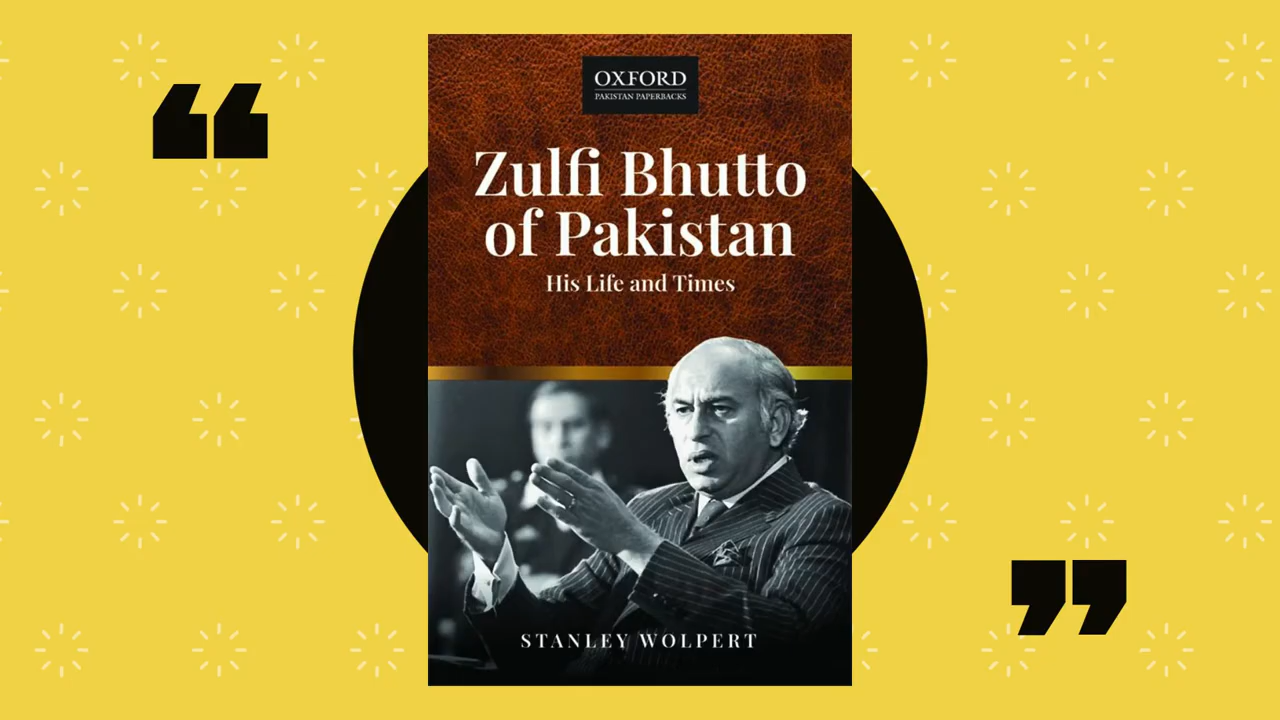 “
OXFORD
PAKISTAN PAPERBACKS
Zulfi Bhutto
of Pakistan
His Life and Times
STANLEY WOLPERT
”